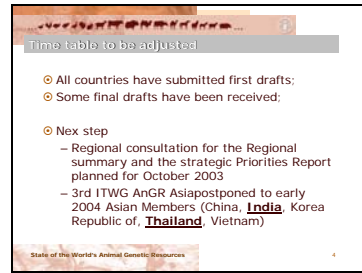 Time table to be adjusted
⦿ All countries have submitted first drafts;
⦿ Some final drafts have been received;
⦿ Nex step
– Regional consultation for the Regional
summary and the strategic Priorities Report
planned for October 2003
– 3rd ITWG AnGR Asiapostponed to early
2004 Asian Members (China, India, Korea
Republic of, Thailand, Vietnam)
State of the World's Animal Genetic Resources
4